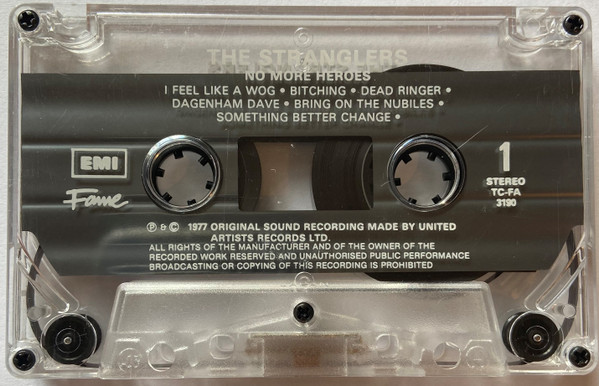 THE STRANGLERS
NO MORE HEROES
I FEEL LIKE A WOG • BITCHING • DEAD RINGER •
DAGENHAM DAVE • BRING ON THE NUBILES •
SOMETHING BETTER CHANGE •
EMI
Fame
1
STEREO
TC-FA
3190
℗ & © 1977 ORIGINAL SOUND RECORDING MADE BY UNITED
ARTISTS RECORDS LTD.
ALL RIGHTS OF THE MANUFACTURER AND OF THE OWNER OF THE
RECORDED WORK RESERVED AND UNAUTHORISED PUBLIC PERFORMANCE
BROADCASTING OR COPYING OF THIS RECORDING IS PROHIBITED